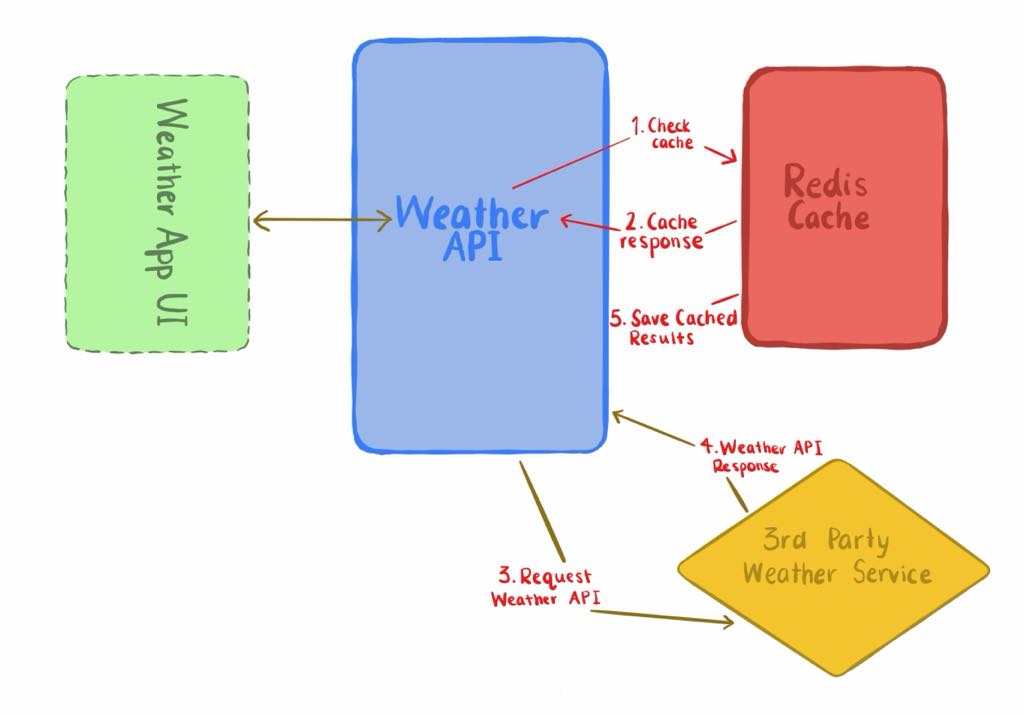 Weather App UI
Weather
API
1. Check
cache
2. Cache
response
5. Save Cached
Results
Redis
Cache
4. Weather API
Response
3. Request
Weather API
3rd Party
Weather Service